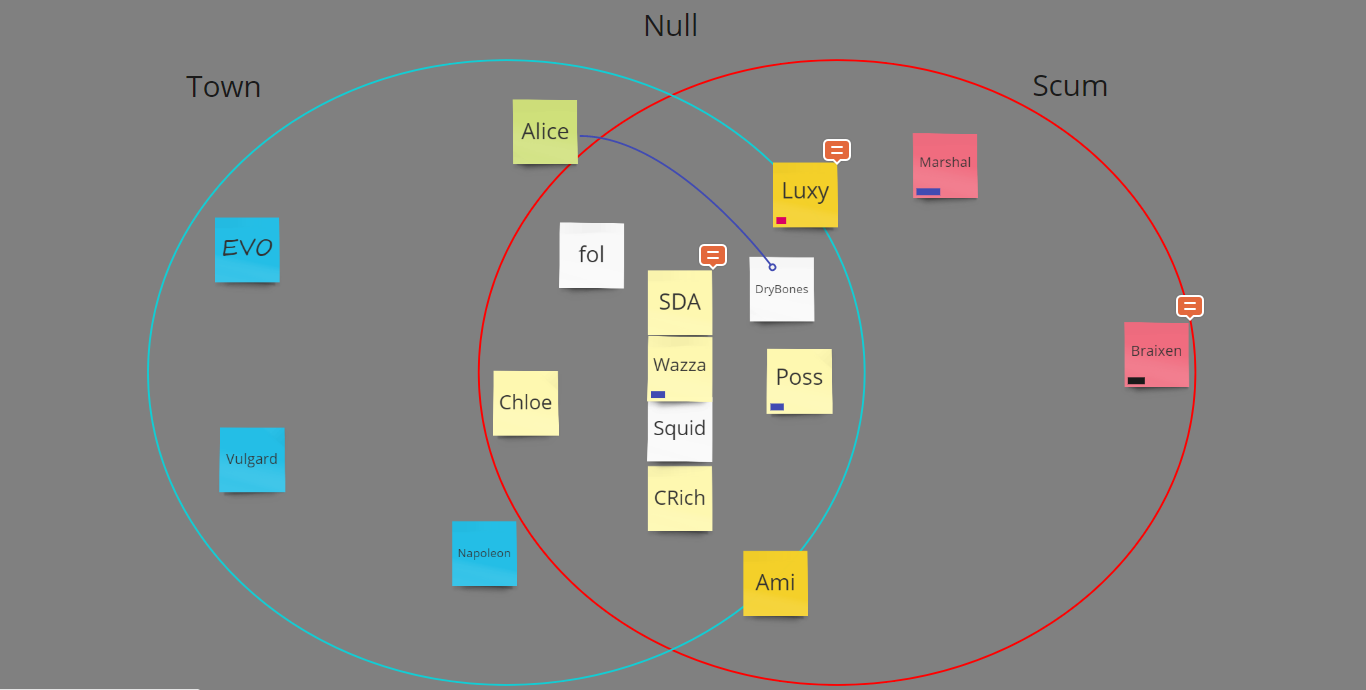 Null
Town
Scum
Alice
Marshal
Luxy
EVO
fol
SDA
DryBones
Wazza
Braixen
Poss
Chloe
Squid
Vulgard
CRich
Napoleon
Ami